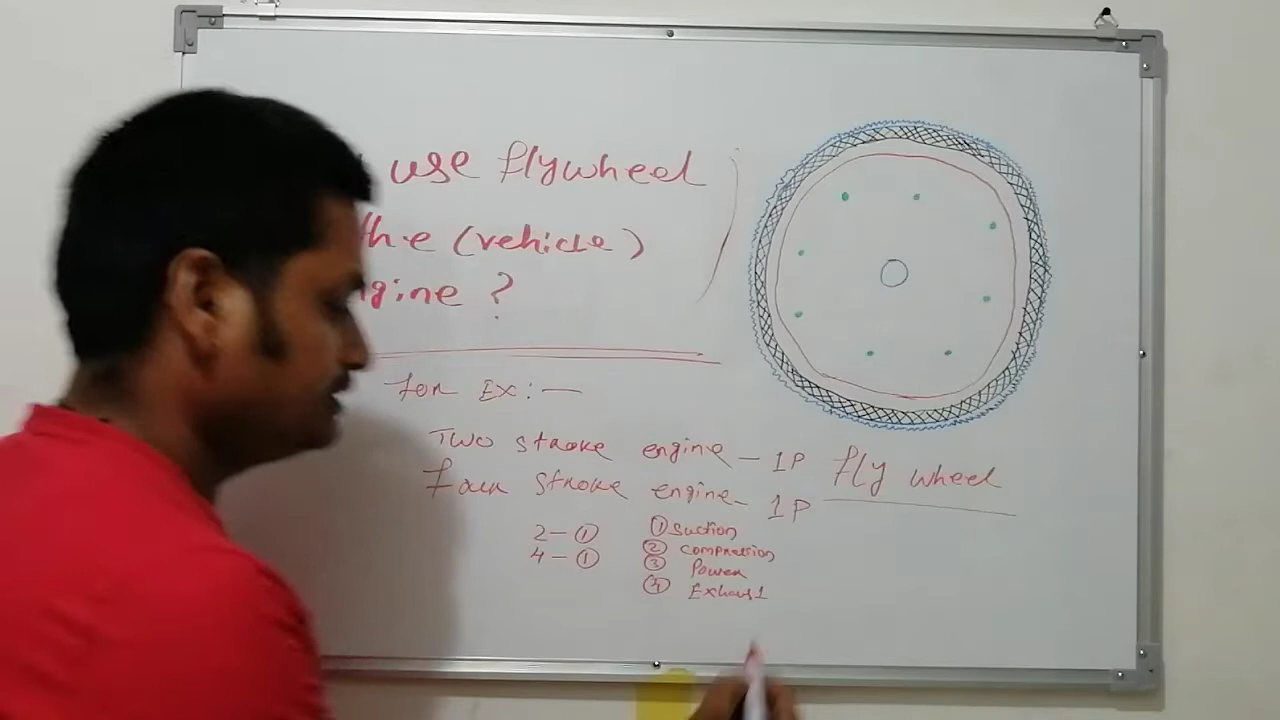 use flywheel
the (vehicle)
gine ?
For Ex :—
Two stroke engine — 1P
Four stroke engine — 1P
fly wheel
2 — ①
4 — ①
① Suction
② Compression
③ Power
④ Exhaust